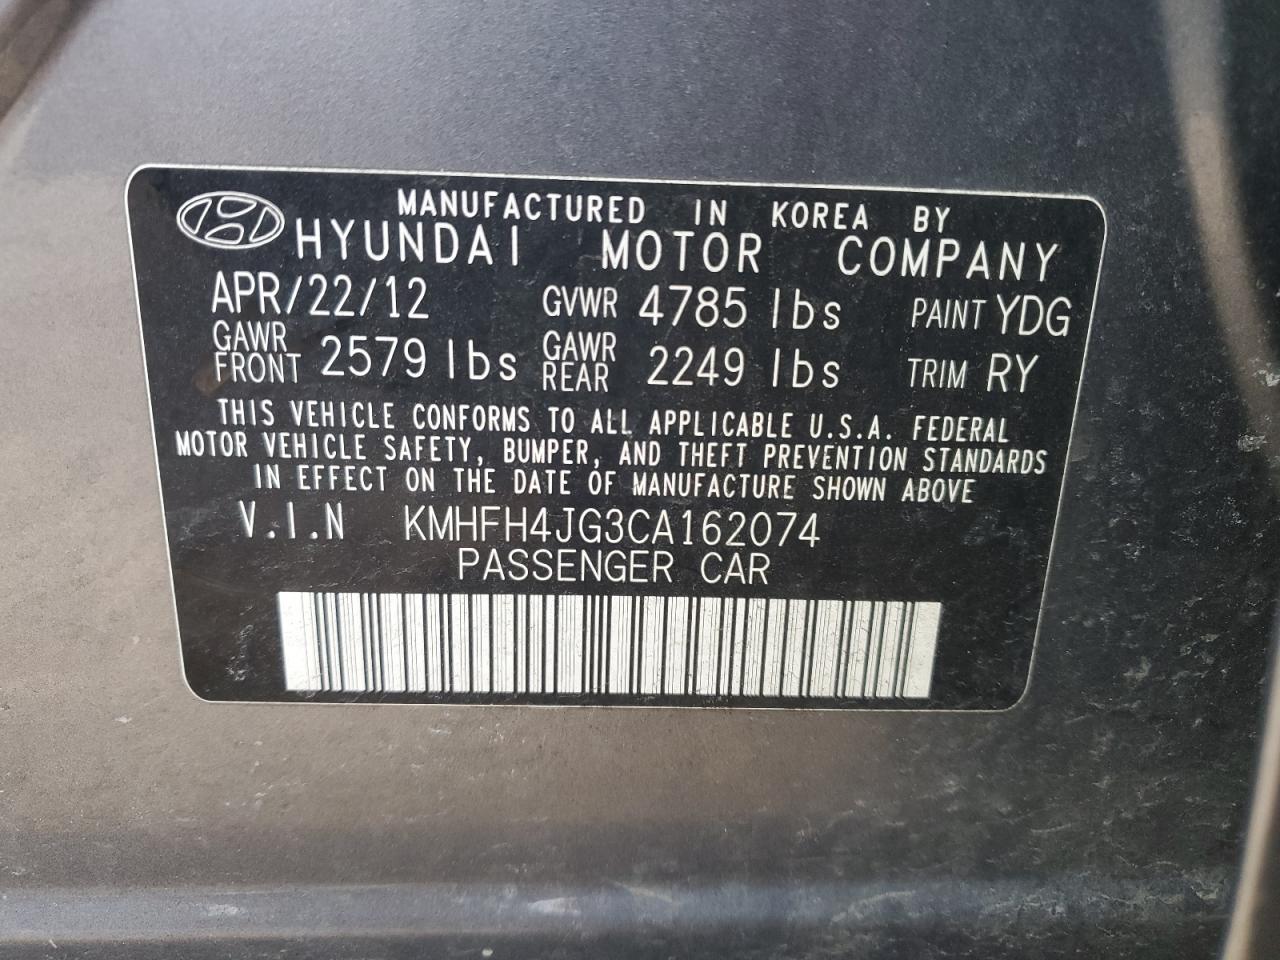 MANUFACTURED IN KOREA BY
HYUNDAI MOTOR COMPANY
APR/22/12 GVWR 4785 lbs PAINT YDG
GAWR FRONT 2579 lbs GAWR REAR 2249 lbs TRIM RY
THIS VEHICLE CONFORMS TO ALL APPLICABLE U.S.A. FEDERAL
MOTOR VEHICLE SAFETY, BUMPER, AND THEFT PREVENTION STANDARDS
IN EFFECT ON THE DATE OF MANUFACTURE SHOWN ABOVE
V.I.N KMHFH4JG3CA162074
PASSENGER CAR